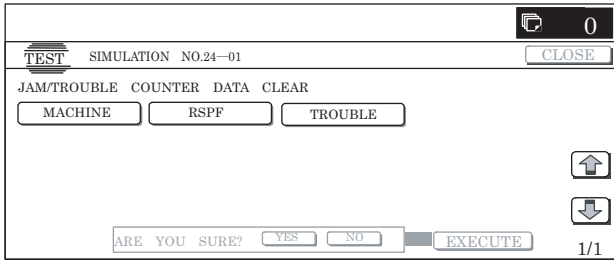 0
TEST SIMULATION NO.24—01 CLOSE
JAM/TROUBLE COUNTER DATA CLEAR
MACHINE RSPF TROUBLE
ARE YOU SURE? YES NO EXECUTE
1/1